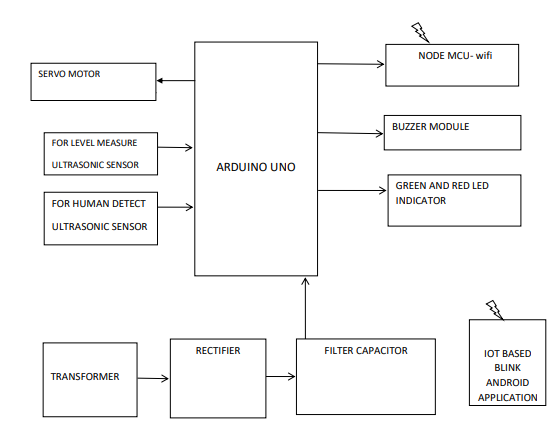 NODE MCU- wifi
SERVO MOTOR
BUZZER MODULE
FOR LEVEL MEASURE
ULTRASONIC SENSOR
ARDUINO UNO
GREEN AND RED LED
INDICATOR
FOR HUMAN DETECT
ULTRASONIC SENSOR
TRANSFORMER
RECTIFIER
FILTER CAPACITOR
IOT BASED
BLINK
ANDROID
APPLICATION